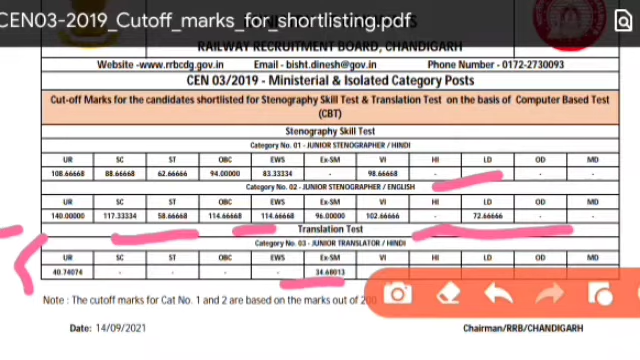 CEN03-2019_Cutoff_marks_for_shortlisting.pdf
RAILWAY RECRUITMENT BOARD, CHANDIGARH
Website -www.rrbcdg.gov.in Email - bisht.dinesh@gov.in Phone Number - 0172-2730093
CEN 03/2019 - Ministerial & Isolated Category Posts
Cut-off Marks for the candidates shortlisted for Stenography Skill Test & Translation Test on the basis of Computer Based Test
(CBT)
Stenography Skill Test
Category No. 01 - JUNIOR STENOGRAPHER / HINDI
UR SC ST OBC EWS Ex-SM VI HI LD OD MD
108.66668 88.66668 62.66666 94.00000 83.33334 - 98.66668 - - - -
Category No. 02 - JUNIOR STENOGRAPHER / ENGLISH
UR SC ST OBC EWS Ex-SM VI HI LD OD MD
140.00000 117.33334 58.66668 114.66668 114.66668 96.00000 102.66666 - 72.66666 - -
Translation Test
Category No. 03 - JUNIOR TRANSLATOR / HINDI
UR SC ST OBC EWS Ex-SM VI HI LD OD MD
40.74074 - - - - 34.68013
Note : The cutoff marks for Cat No. 1 and 2 are based on the marks out of 200
Date: 14/09/2021 Chairman/RRB/CHANDIGARH